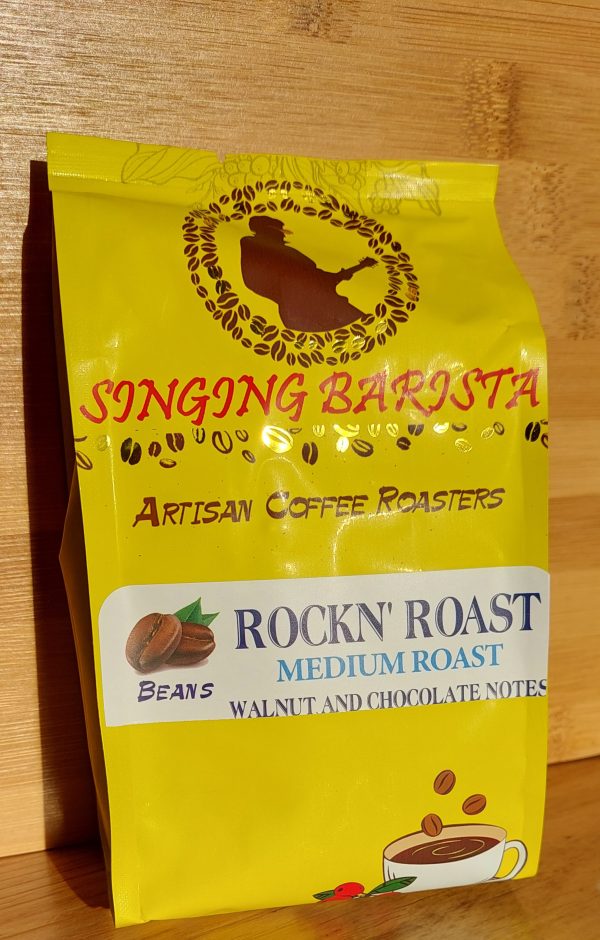 SINGING BARISTA
ARTISAN COFFEE ROASTERS
ROCKN' ROAST
MEDIUM ROAST
BEANS
WALNUT AND CHOCOLATE NOTES